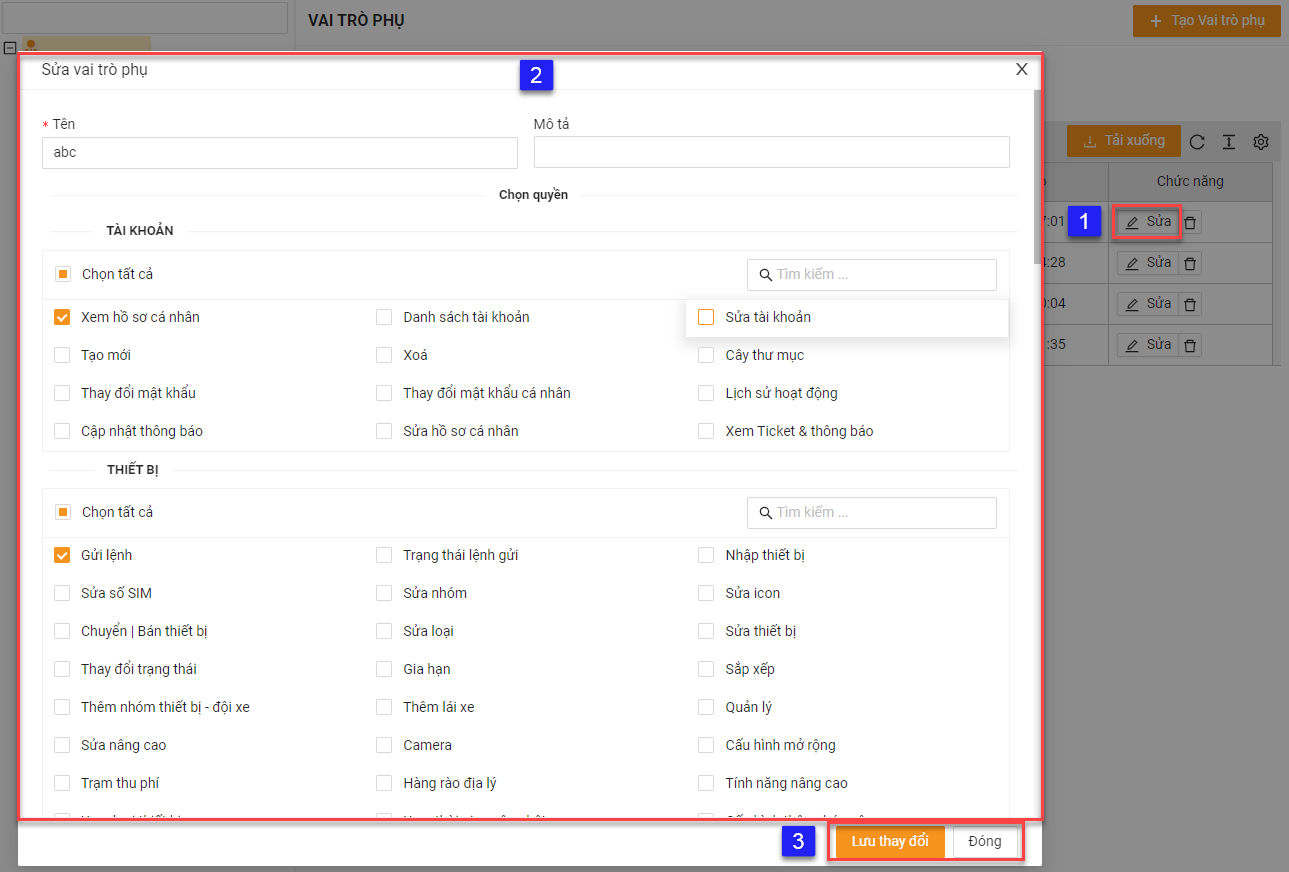 VAI TRÒ PHỤ
+ Tạo Vai trò phụ
Sửa vai trò phụ
2
X
* Tên
Mô tả
abc
Tải xuống
Chọn quyền
Chức năng
TÀI KHOẢN
7:01
1
Sửa
Chọn tất cả
Tìm kiếm ...
4:28
Sửa
Xem hồ sơ cá nhân
Danh sách tài khoản
Sửa tài khoản
0:04
Sửa
Tạo mới
Xoá
Cây thư mục
:35
Sửa
Thay đổi mật khẩu
Thay đổi mật khẩu cá nhân
Lịch sử hoạt động
Cập nhật thông báo
Sửa hồ sơ cá nhân
Xem Ticket & thông báo
THIẾT BỊ
Chọn tất cả
Tìm kiếm ...
Gửi lệnh
Trạng thái lệnh gửi
Nhập thiết bị
Sửa số SIM
Sửa nhóm
Sửa icon
Chuyển | Bán thiết bị
Sửa loại
Sửa thiết bị
Thay đổi trạng thái
Gia hạn
Sắp xếp
Thêm nhóm thiết bị - đội xe
Thêm lái xe
Quản lý
Sửa nâng cao
Camera
Cấu hình mở rộng
Trạm thu phí
Hàng rào địa lý
Tính năng nâng cao
3
Lưu thay đổi
Đóng